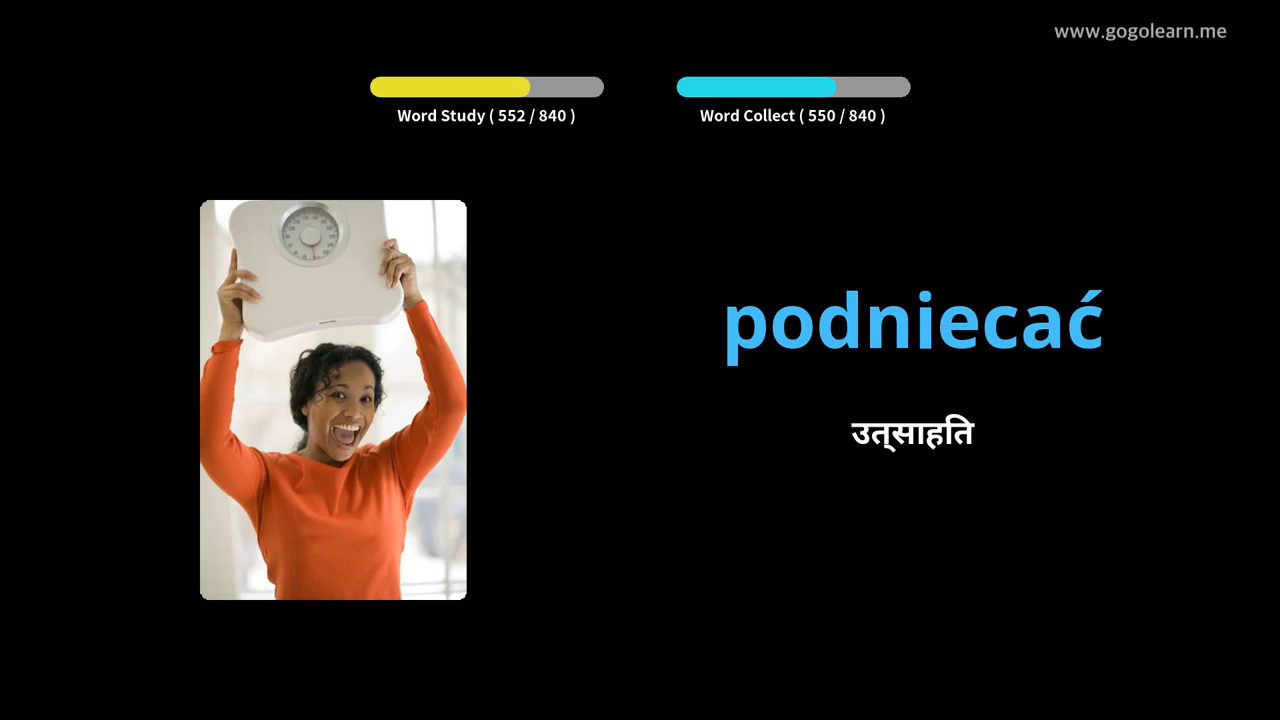 www.gogolearn.me
Word Study ( 552 / 840 )
Word Collect ( 550 / 840 )
podniecać
उत्साहति